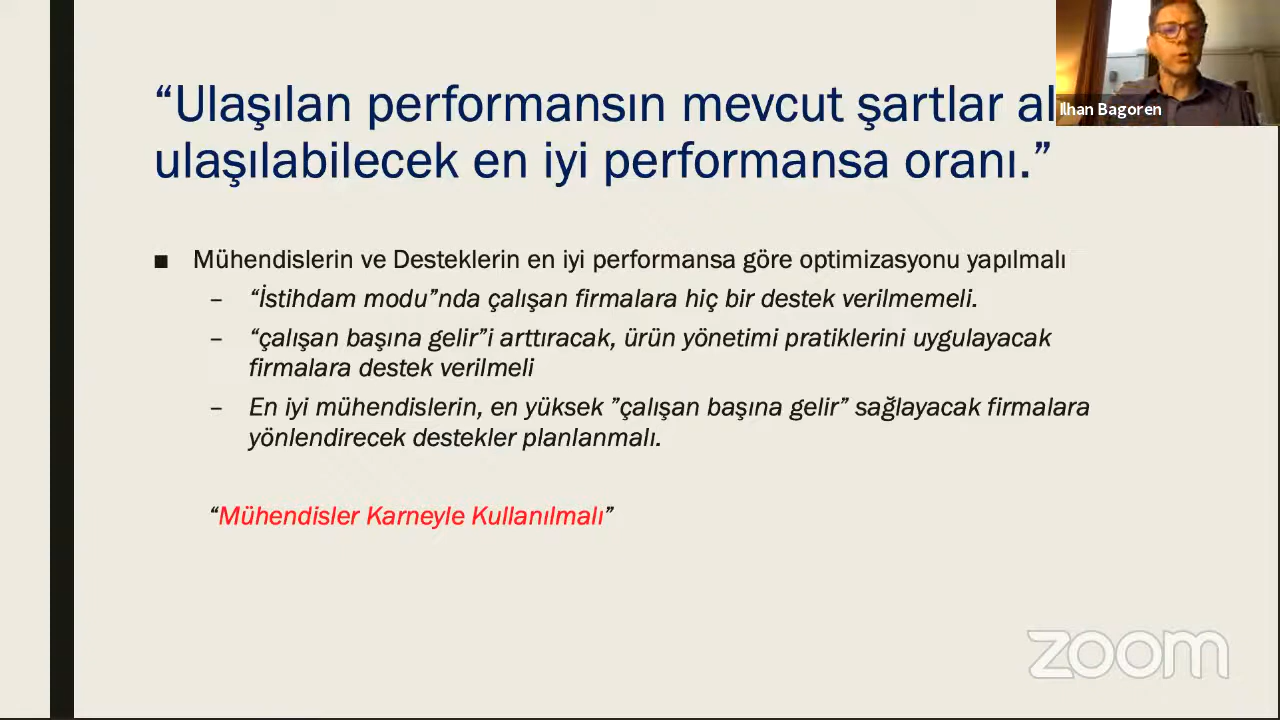 “Ulaşılan performansın mevcut şartlar
ulaşılabilecek en iyi performansa oranı.”
Ilhan Bagoren
■ Mühendislerin ve Desteklerin en iyi performansa göre optimizasyonu yapılmalı
– “İstihdam modu”nda çalışan firmalara hiç bir destek verilmemeli.
– “çalışan başına gelir”i arttıracak, ürün yönetimi pratiklerini uygulayacak
firmalara destek verilmeli
– En iyi mühendislerin, en yüksek ”çalışan başına gelir” sağlayacak firmalara
yönlendirecek destekler planlanmalı.
“Mühendisler Karneyle Kullanılmalı”
zoom